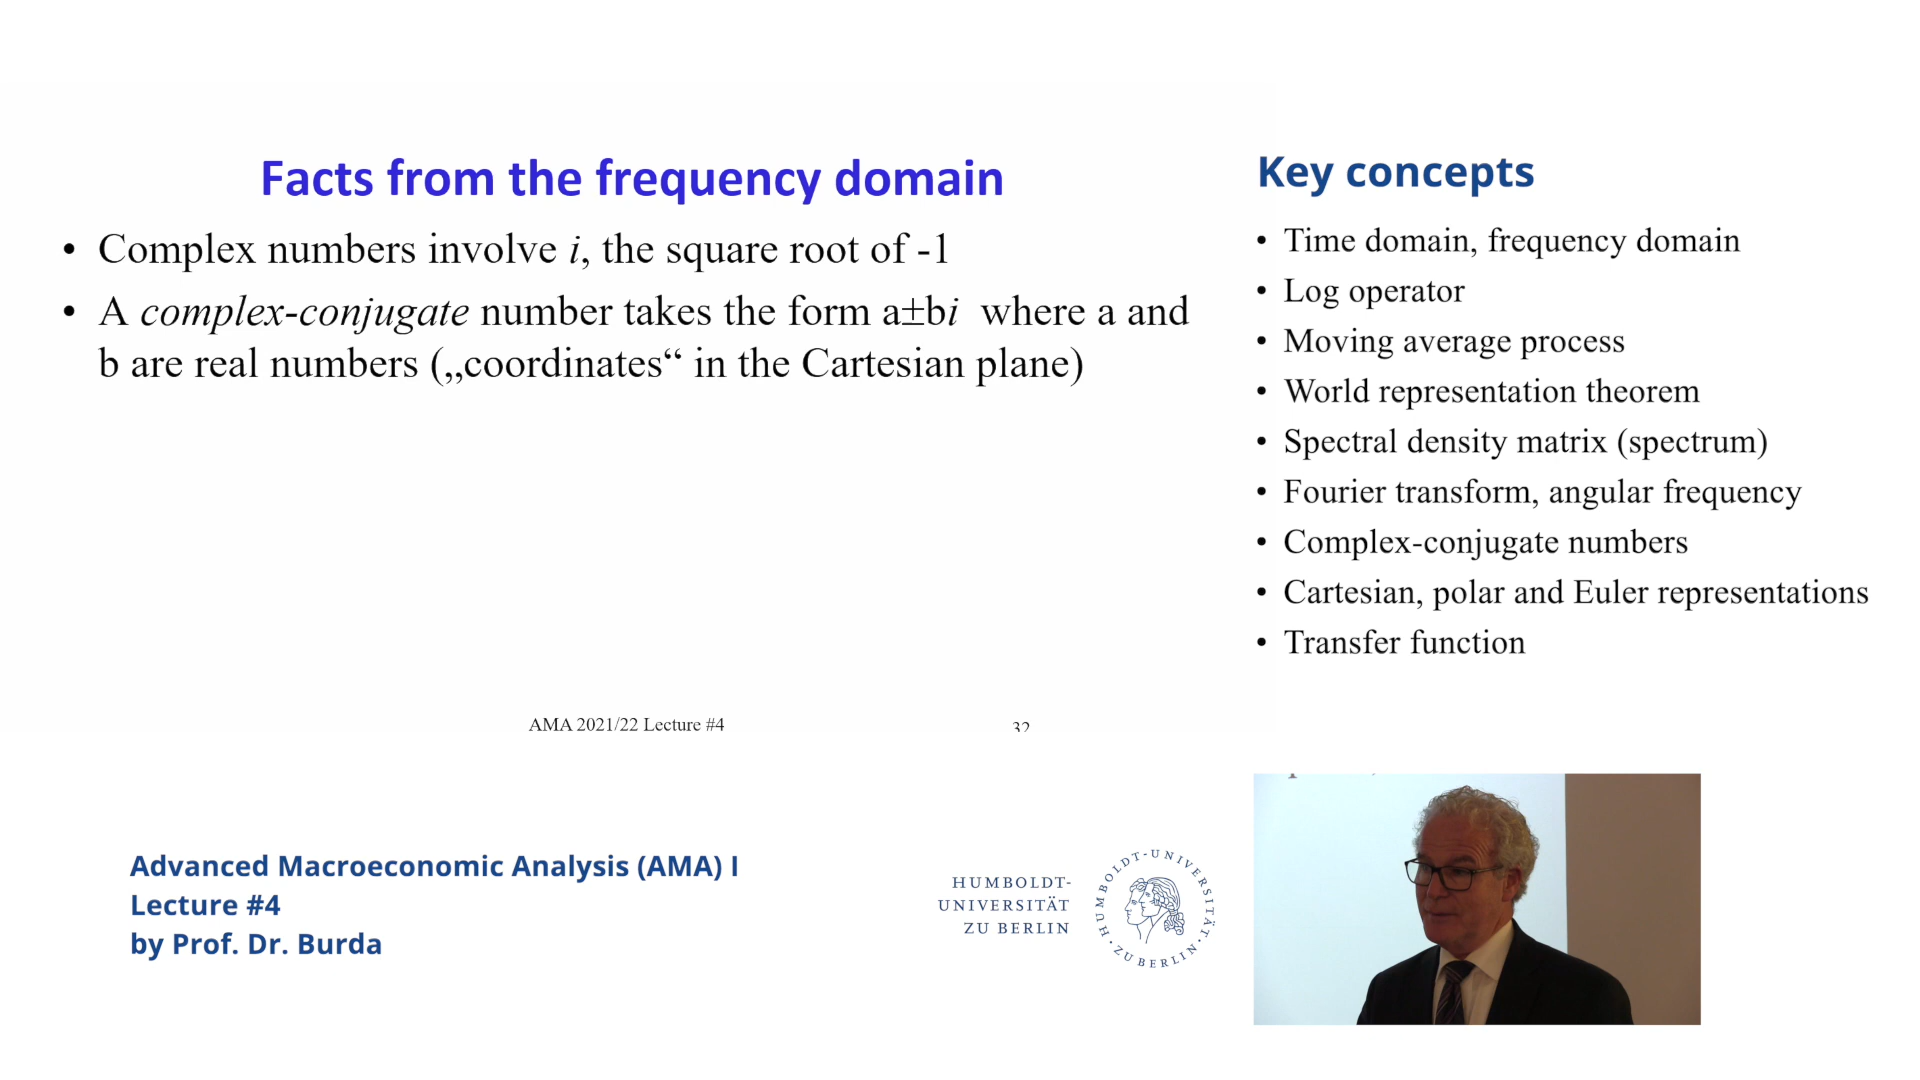 Facts from the frequency domain
• Complex numbers involve i, the square root of -1
• A complex-conjugate number takes the form a±bi where a and
b are real numbers („coordinates“ in the Cartesian plane)
AMA 2021/22 Lecture #4
32
Key concepts
• Time domain, frequency domain
• Log operator
• Moving average process
• World representation theorem
• Spectral density matrix (spectrum)
• Fourier transform, angular frequency
• Complex-conjugate numbers
• Cartesian, polar and Euler representations
• Transfer function
Advanced Macroeconomic Analysis (AMA) I
Lecture #4
by Prof. Dr. Burda
HUMBOLDT-
UNIVERSITÄT
ZU BERLIN
HUMBOLDT-UNIVERSITÄT
· ZU BERLIN ·